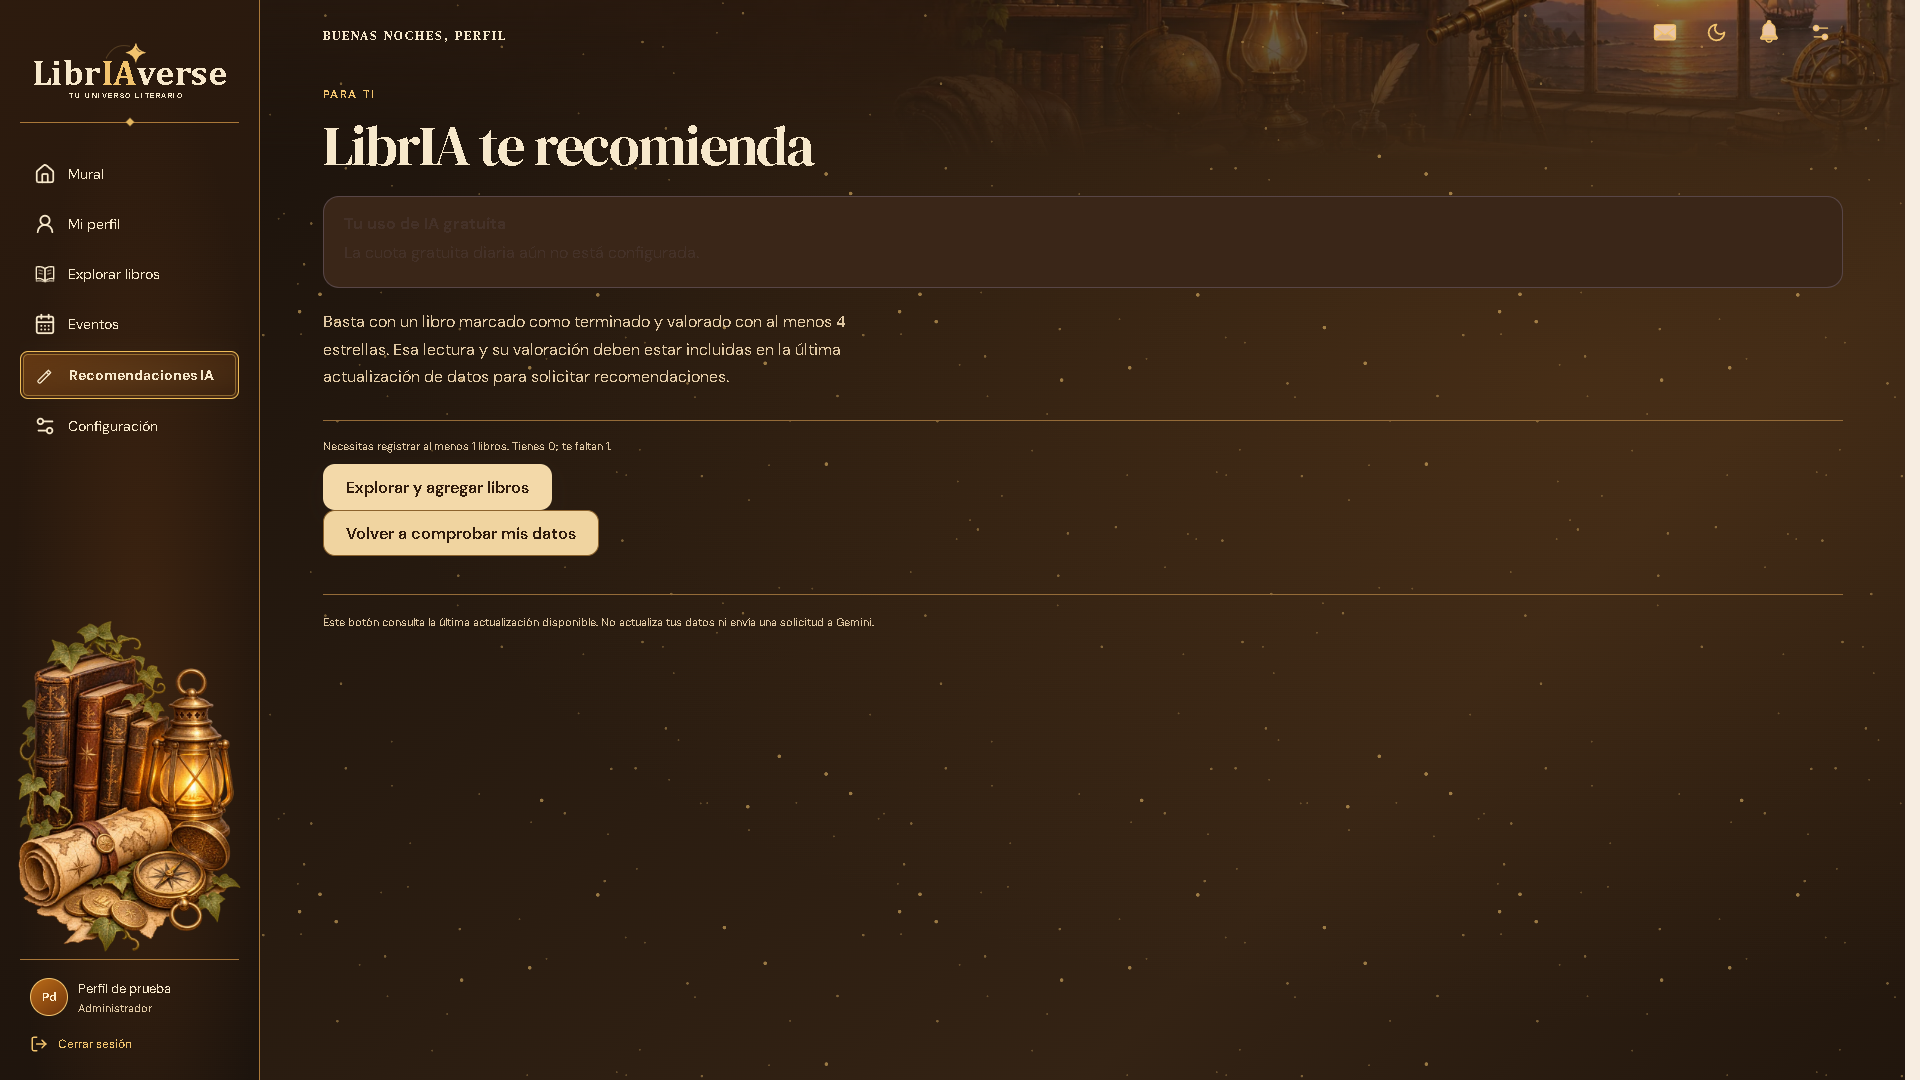 LibrIAverse
TU UNIVERSO LITERARIO
Mural
Mi perfil
Explorar libros
Eventos
Recomendaciones IA
Configuración
Pd
Perfil de prueba
Administrador
Cerrar sesión
BUENAS NOCHES, PERFIL
PARA TI
LibrIA te recomienda
Tu uso de IA gratuita
La cuota gratuita diaria aún no está configurada.
Basta con un libro marcado como terminado y valorado con al menos 4
estrellas. Esa lectura y su valoración deben estar incluidas en la última
actualización de datos para solicitar recomendaciones.
Necesitas registrar al menos 1 libros. Tienes 0; te faltan 1.
Explorar y agregar libros
Volver a comprobar mis datos
Este botón consulta la última actualización disponible. No actualiza tus datos ni envía una solicitud a Gemini.